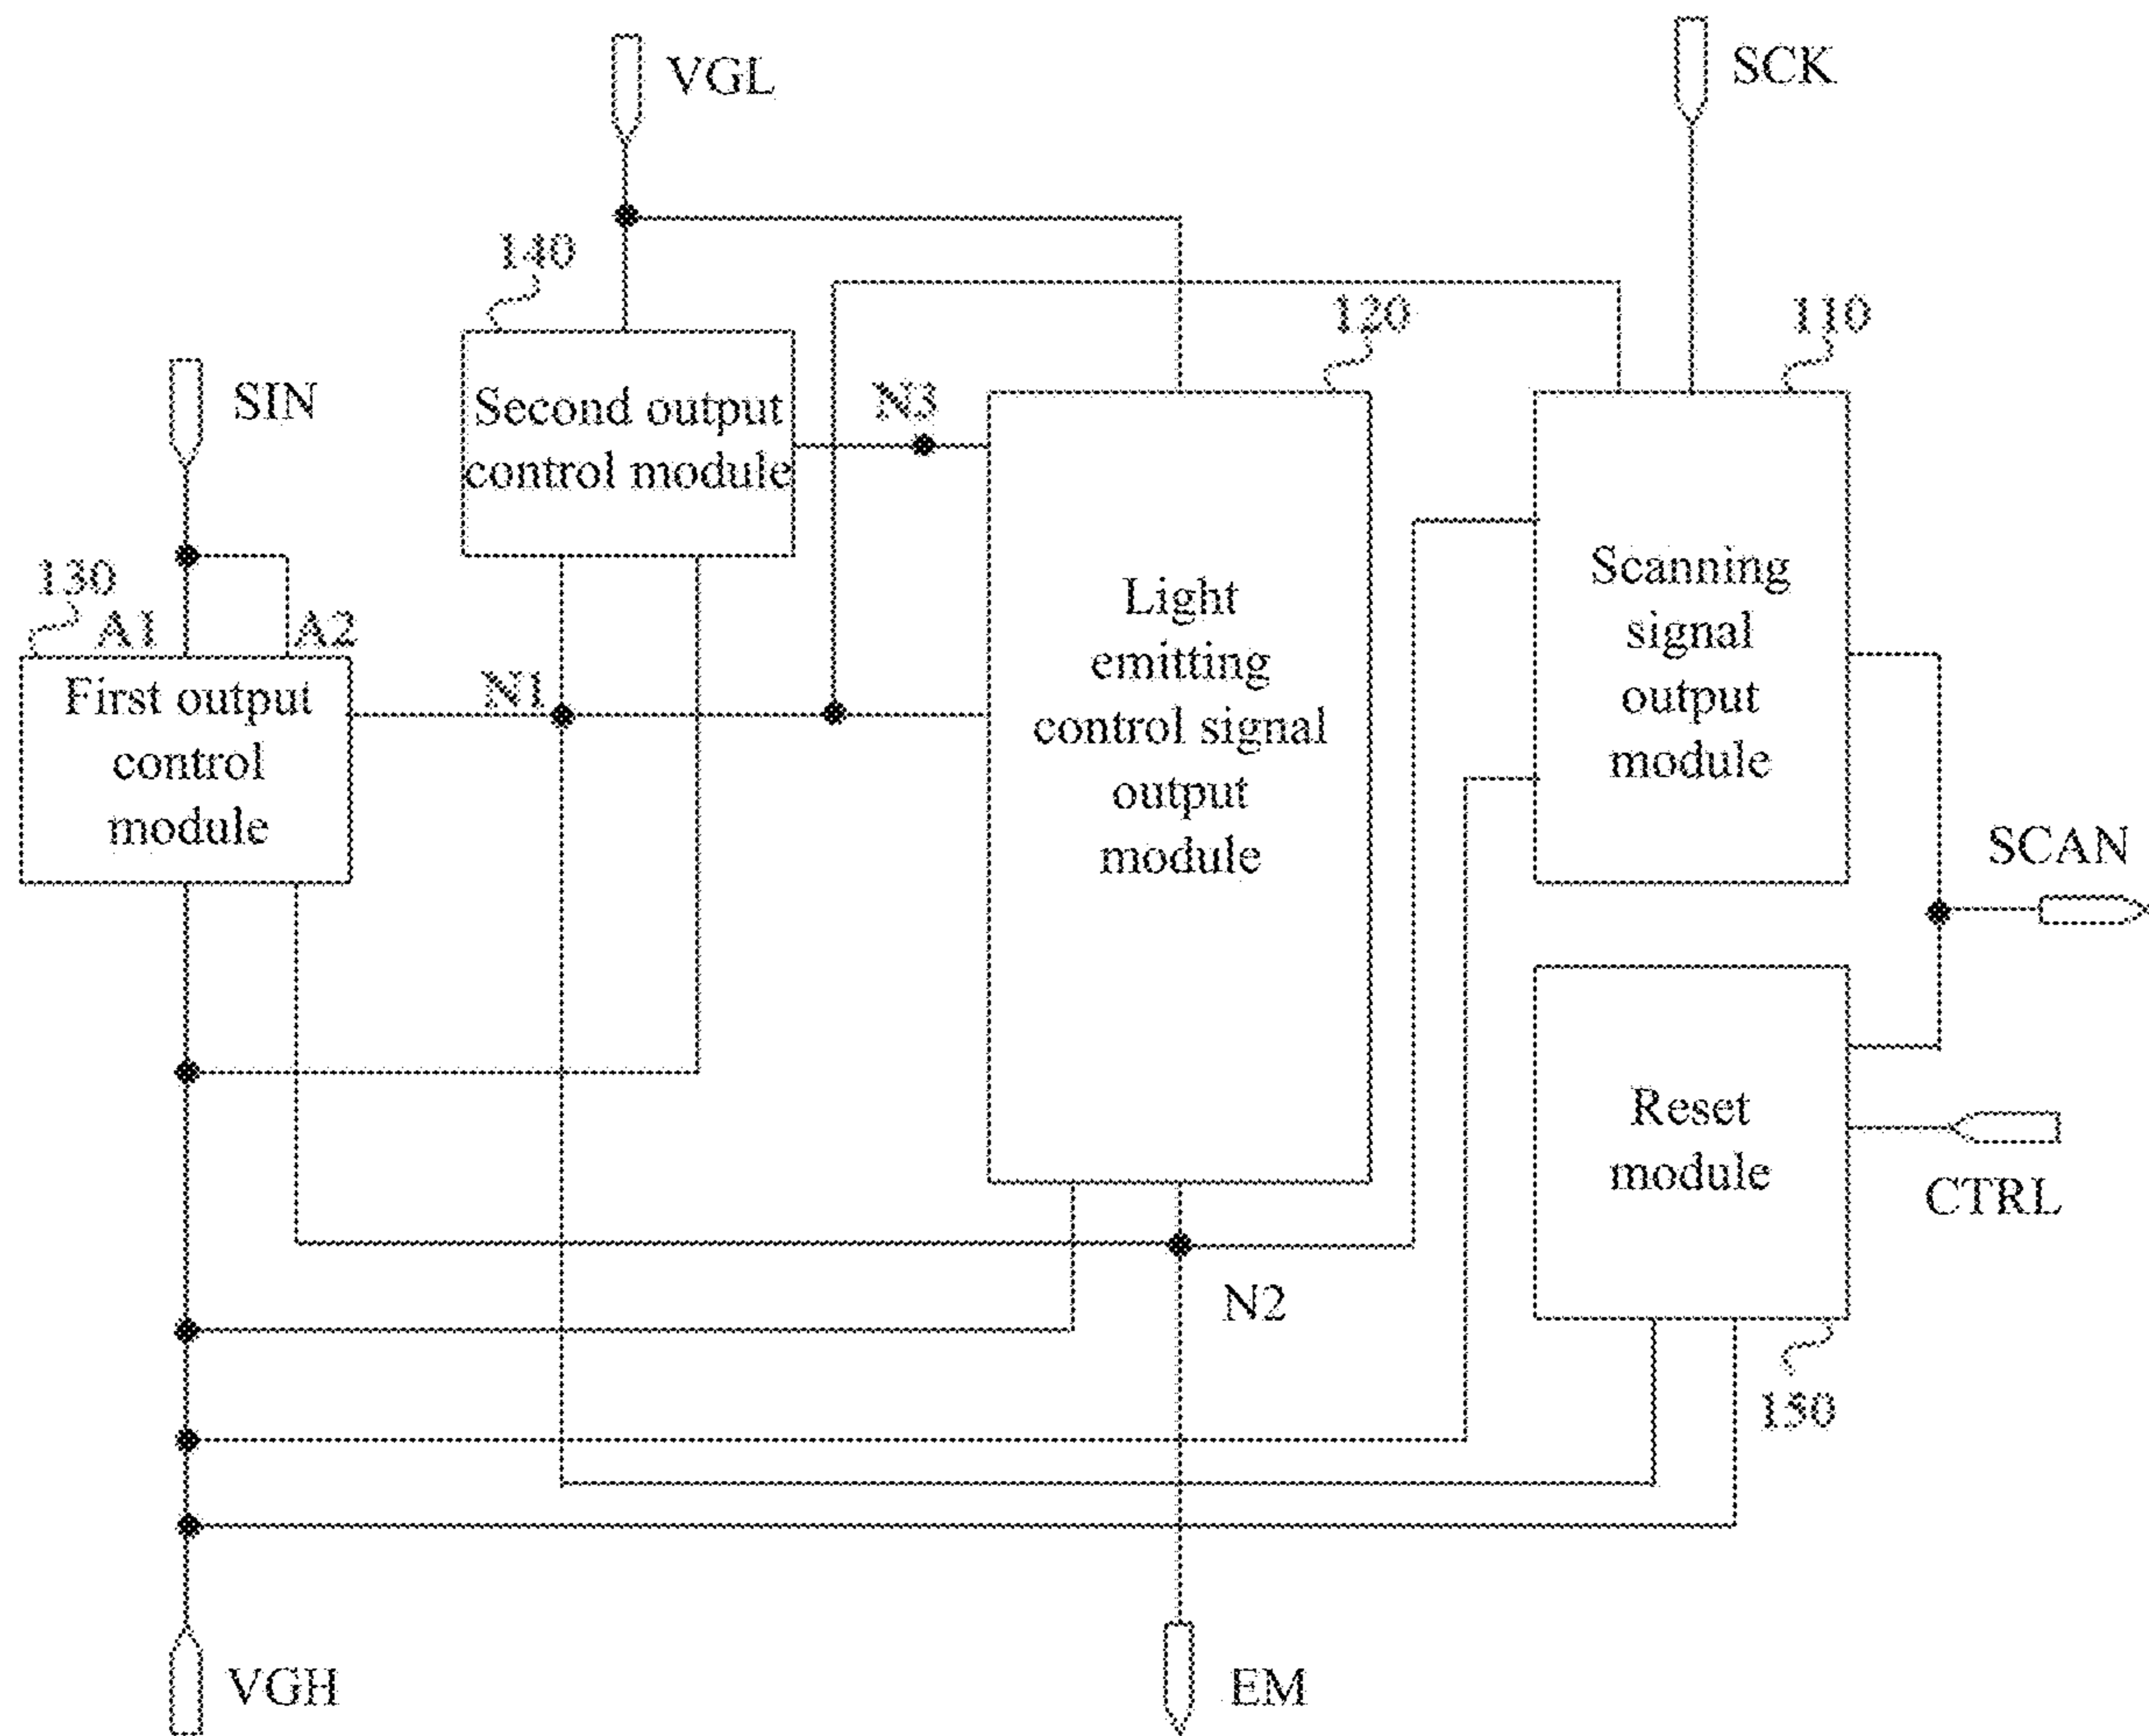 VGL
SCK
140
120
110
SIN
Second output
control module
N3
130
A1
A2
First output
control
module
N1
Light
emitting
control signal
output
module
Scanning
signal
output
module
SCAN
Reset
module
CTRL
N2
150
VGH
EM